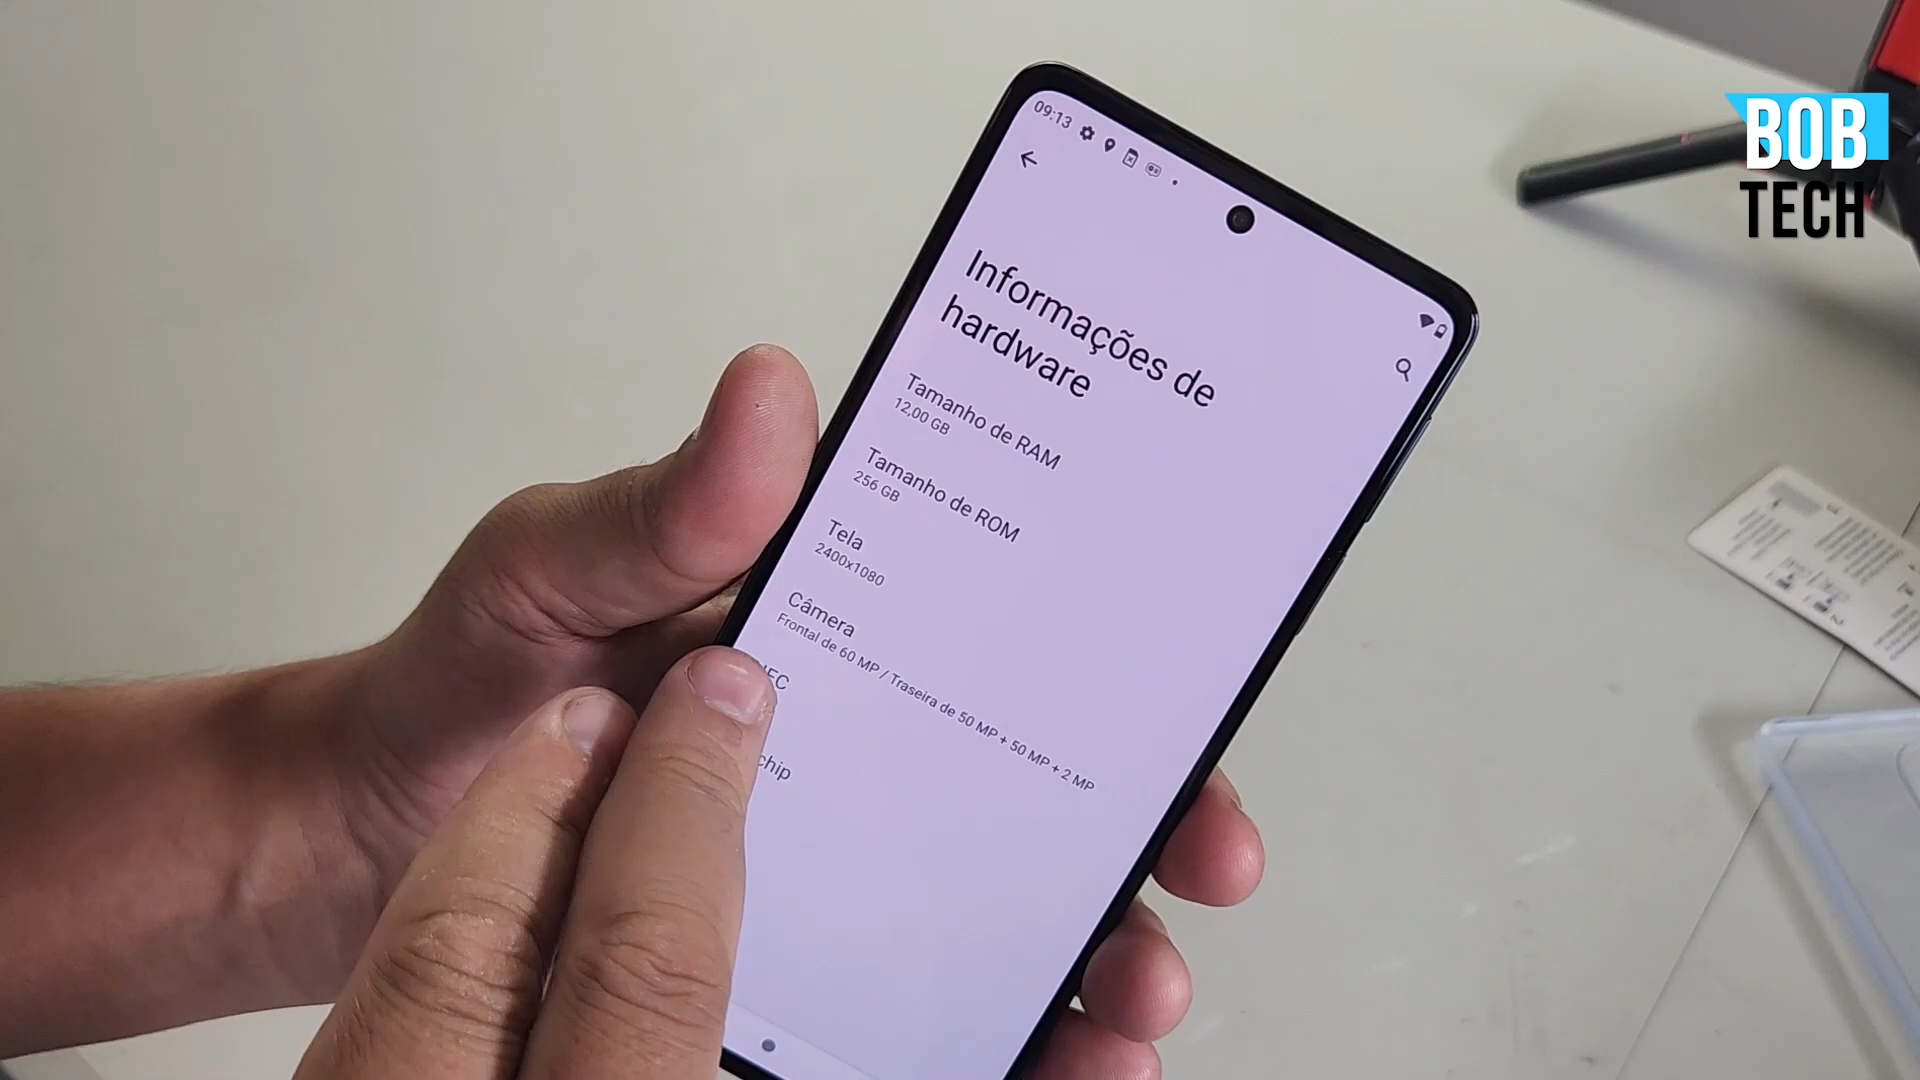 BOB
TECH
09:13
Informações de
hardware
Tamanho de RAM
12,00 GB
Tamanho de ROM
256 GB
Tela
2400x1080
Câmera
Frontal de 60 MP / Traseira de 50 MP + 50 MP + 2 MP
FC
chip